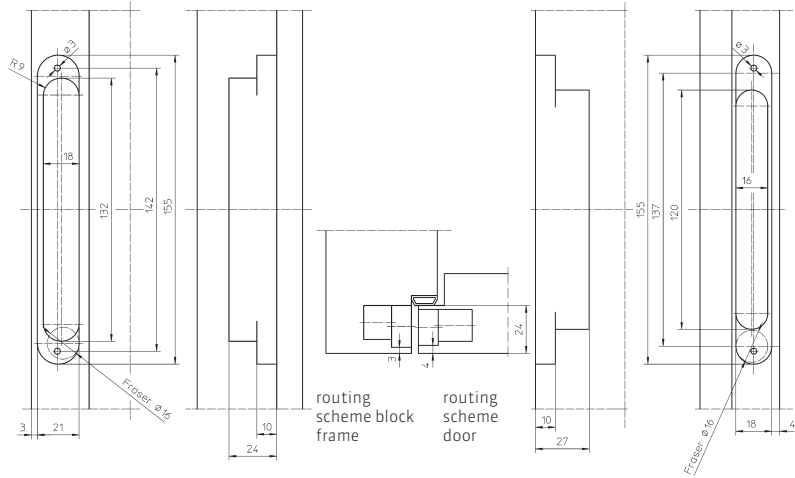 ø3
R9
18
132
142
155
Fräser ø16
3
21
10
24
3
4
24
routing
scheme block
frame
routing
scheme
door
10
27
ø3
16
155
137
120
Fräser ø16
18
4